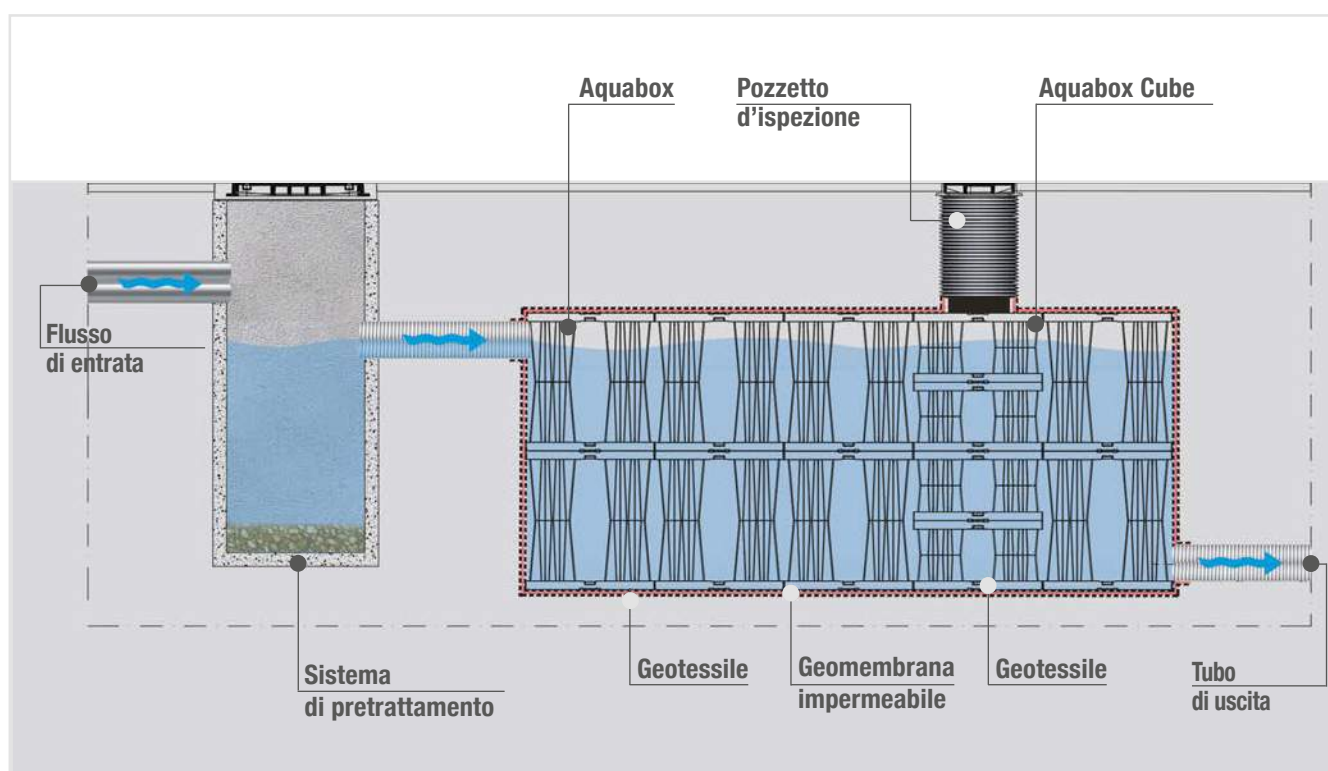 Aquabox
Pozzetto
d’ispezione
Aquabox Cube
Flusso
di entrata
Sistema
di pretrattamento
Geotessile
Geomembrana
impermeabile
Geotessile
Tubo
di uscita